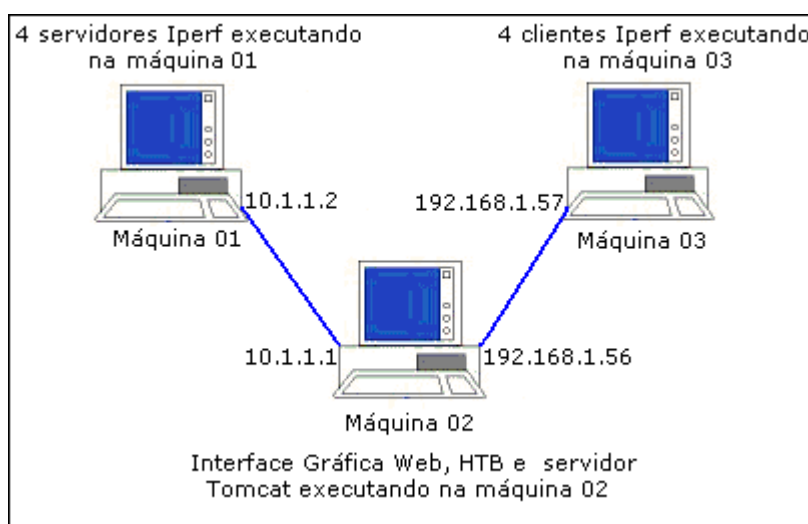 4 servidores Iperf executando
na máquina 01
4 clientes Iperf executando
na máquina 03
10.1.1.2
192.168.1.57
Máquina 01
Máquina 03
10.1.1.1
192.168.1.56
Máquina 02
Interface Gráfica Web, HTB e servidor
Tomcat executando na máquina 02